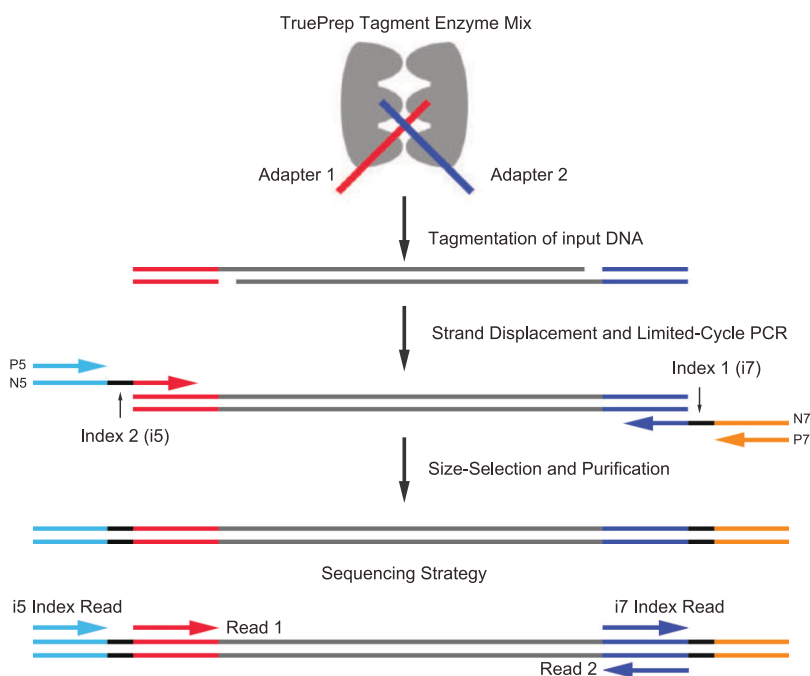 TruePrep Tagment Enzyme Mix
Adapter 1
Adapter 2
Tagmentation of input DNA
Strand Displacement and Limited-Cycle PCR
P5
N5
Index 1 (i7)
Index 2 (i5)
N7
P7
Size-Selection and Purification
Sequencing Strategy
i5 Index Read
Read 1
i7 Index Read
Read 2